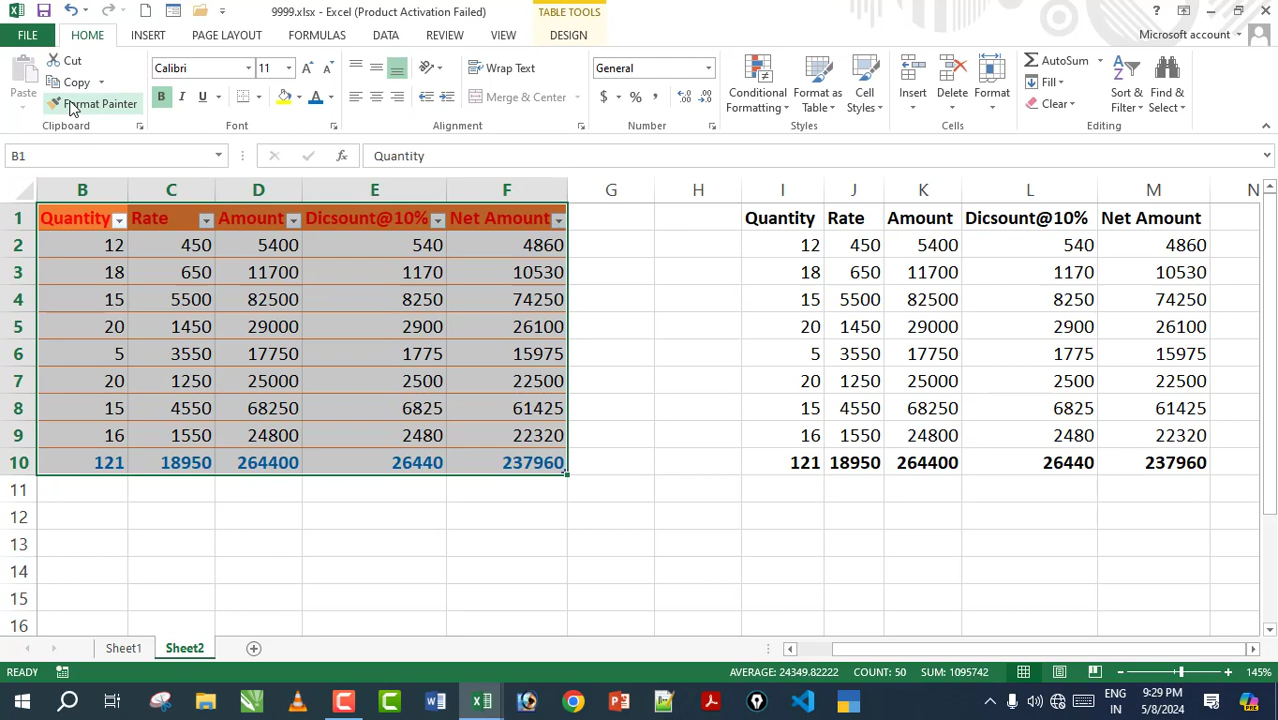 9999.xlsx - Excel (Product Activation Failed)
TABLE TOOLS
FILE HOME INSERT PAGE LAYOUT FORMULAS DATA REVIEW VIEW DESIGN Microsoft account
Cut
Copy
Format Painter
Paste
Clipboard
Calibri 11
B I U
Font
Wrap Text
Merge & Center
Alignment
General
$ % ,
Number
Conditional Formatting
Format as Table
Cell Styles
Styles
Insert Delete Format
Cells
AutoSum
Fill
Clear
Sort & Filter
Find & Select
Editing
B1 fx Quantity
B C D E F G H I J K L M N
1 Quantity Rate Amount Dicsount@10% Net Amount Quantity Rate Amount Dicsount@10% Net Amount
2 12 450 5400 540 4860 12 450 5400 540 4860
3 18 650 11700 1170 10530 18 650 11700 1170 10530
4 15 5500 82500 8250 74250 15 5500 82500 8250 74250
5 20 1450 29000 2900 26100 20 1450 29000 2900 26100
6 5 3550 17750 1775 15975 5 3550 17750 1775 15975
7 20 1250 25000 2500 22500 20 1250 25000 2500 22500
8 15 4550 68250 6825 61425 15 4550 68250 6825 61425
9 16 1550 24800 2480 22320 16 1550 24800 2480 22320
10 121 18950 264400 26440 237960 121 18950 264400 26440 237960
11
12
13
14
15
16
Sheet1 Sheet2
READY AVERAGE: 24349.82222 COUNT: 50 SUM: 1095742 145%
ENG
IN
9:29 PM
5/8/2024